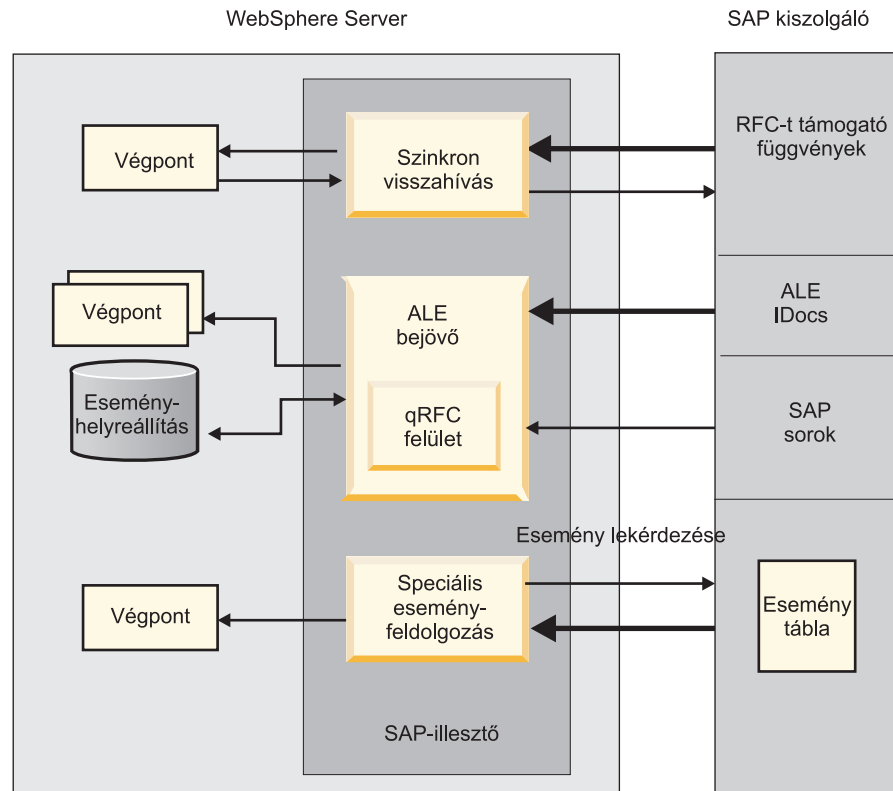 WebSphere Server
SAP kiszolgáló
Végpont
Szinkron
visszahívás
RFC-t támogató
függvények
Végpont
ALE
bejövő
ALE
IDocs
Esemény-
helyreállítás
qRFC
felület
SAP
sorok
Esemény lekérdezése
Végpont
Speciális
esemény-
feldolgozás
Esemény
tábla
SAP-illesztő